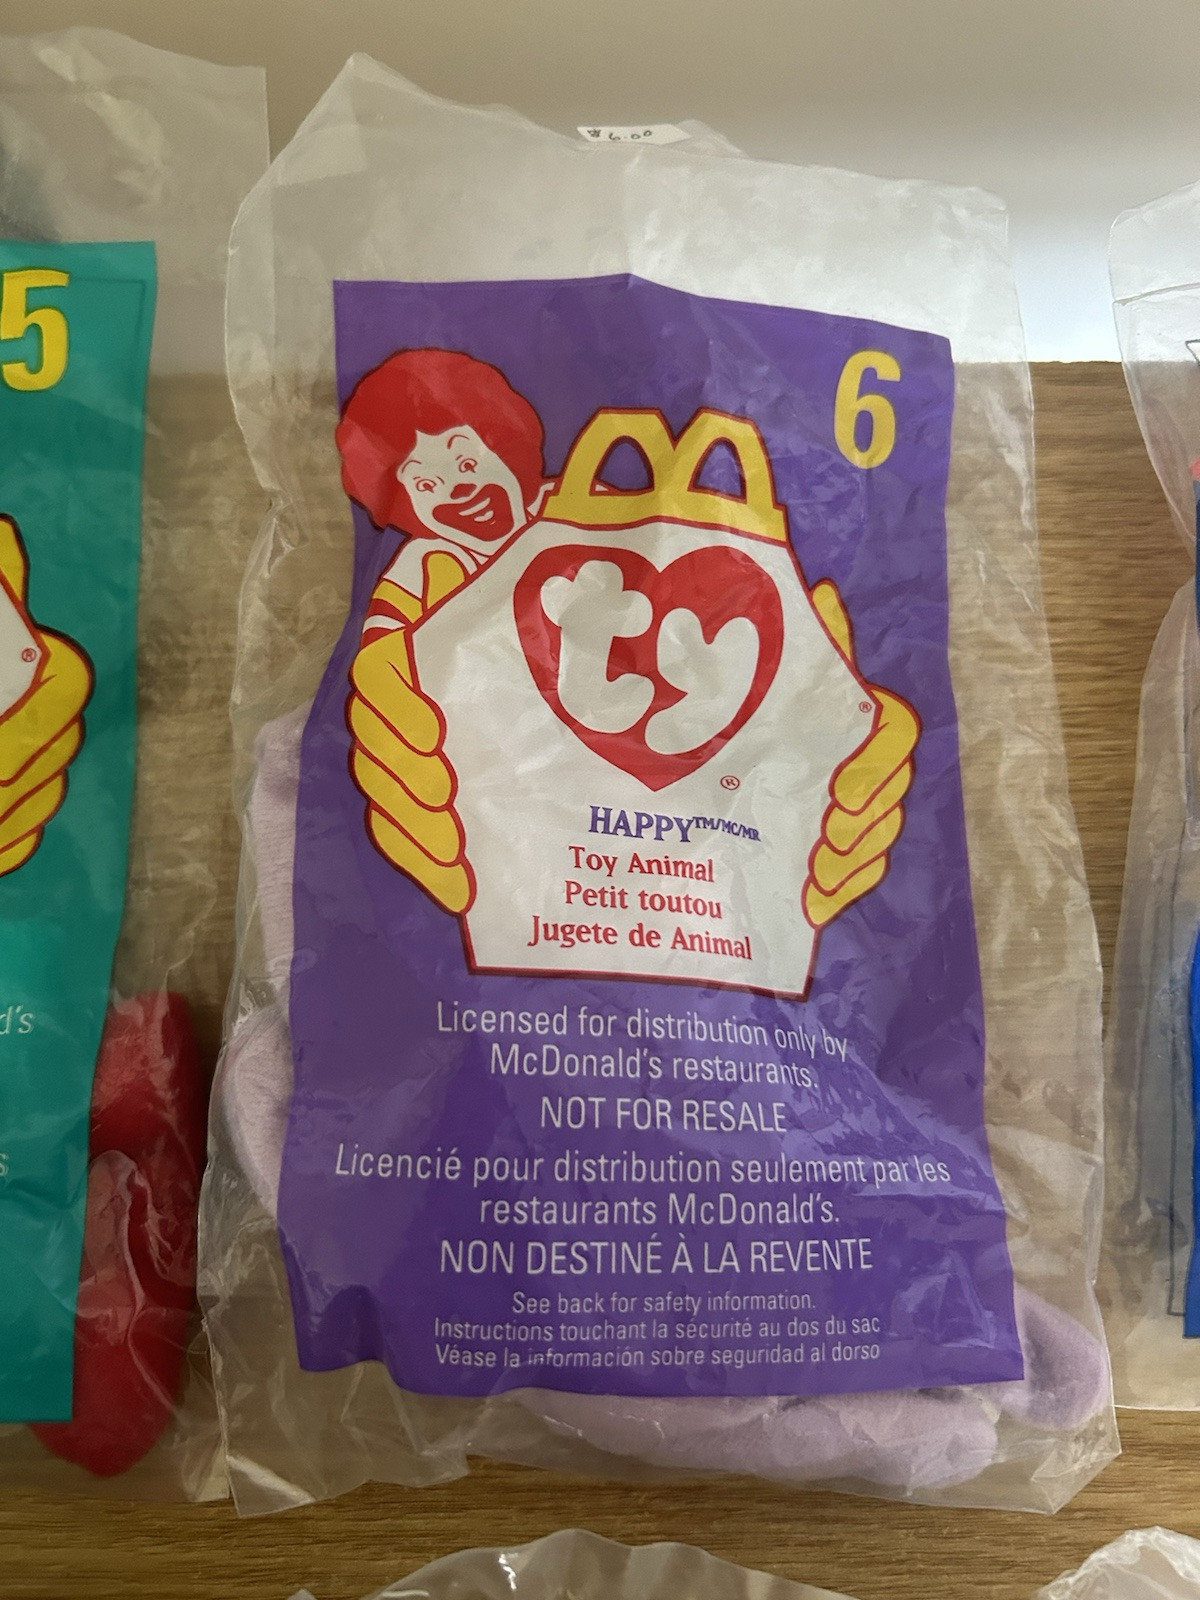 $6.00
5
6
ty
®
®
HAPPY™/MC/MR
Toy Animal
Petit toutou
Jugete de Animal
Licensed for distribution only by
McDonald's restaurants.
NOT FOR RESALE
Licencié pour distribution seulement par les
restaurants McDonald's.
NON DESTINÉ À LA REVENTE
See back for safety information.
Instructions touchant la sécurité au dos du sac
Véase la información sobre seguridad al dorso
®
d's
s